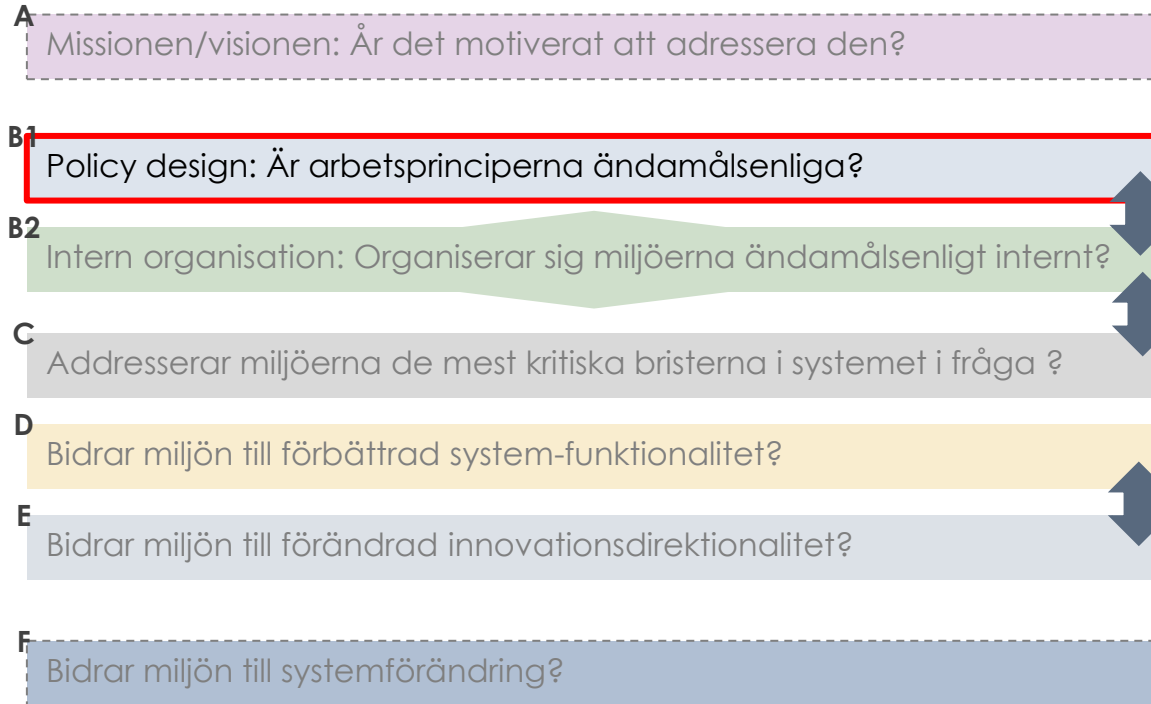 A
Missionen/visionen: År det motiverat att adressera den?
B1
Policy design: Är arbetsprinciperna ändamålsenliga?
B2
Intern organisation: Organiserar sig miljöerna ändamålsenligt internt?
C
Addresserar miljöerna de mest kritiska bristerna i systemet i fråga ?
D
Bidrar miljön till förbättrad system-funktionalitet?
E
Bidrar miljön till förändrad innovationsdirektionalitet?
F
Bidrar miljön till systemförändring?